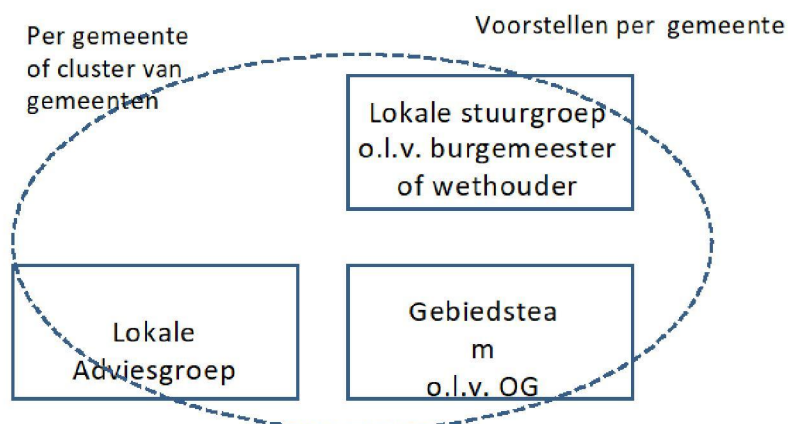 Per gemeente
of cluster van
gemeenten
Voorstellen per gemeente
Lokale stuurgroep
o.l.v. burgemeester
of wethouder
Lokale
Adviesgroep
Gebiedstea
m
o.l.v. OG